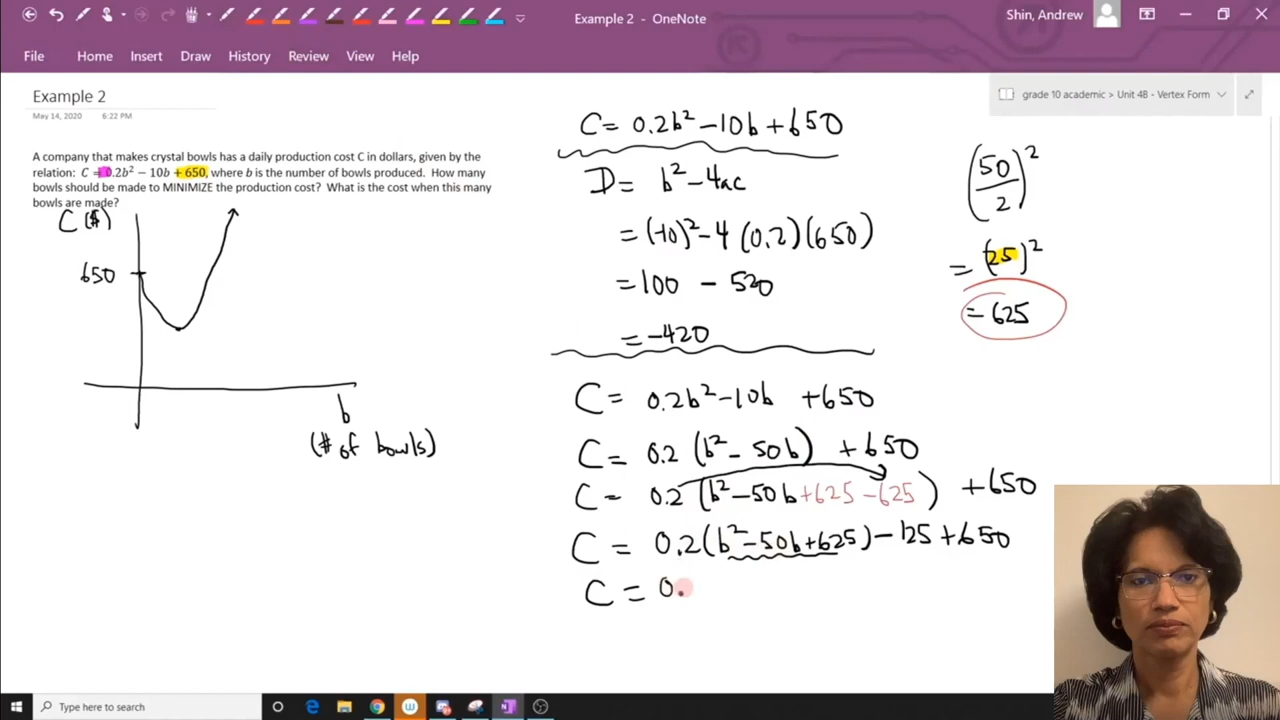 Example 2 - OneNote
Shin, Andrew
File Home Insert Draw History Review View Help
Example 2
May 14, 2020 6:22 PM
grade 10 academic > Unit 4B - Vertex Form
A company that makes crystal bowls has a daily production cost C in dollars, given by the
relation: C = 0.2b² − 10b + 650, where b is the number of bowls produced. How many
bowls should be made to MINIMIZE the production cost? What is the cost when this many
bowls are made?
C ($)
650
b
(# of bowls)
C = 0.2b² − 10b + 650
D = b² − 4ac
= (−10)² − 4 (0.2)(650)
= 100 − 520
= −420
C = 0.2b² − 10b + 650
C = 0.2 (b² − 50b) + 650
C = 0.2 (b² − 50b + 625 − 625) + 650
C = 0.2(b² − 50b + 625) − 125 + 650
C = 0.
(50/2)²
= (25)²
= 625
Type here to search